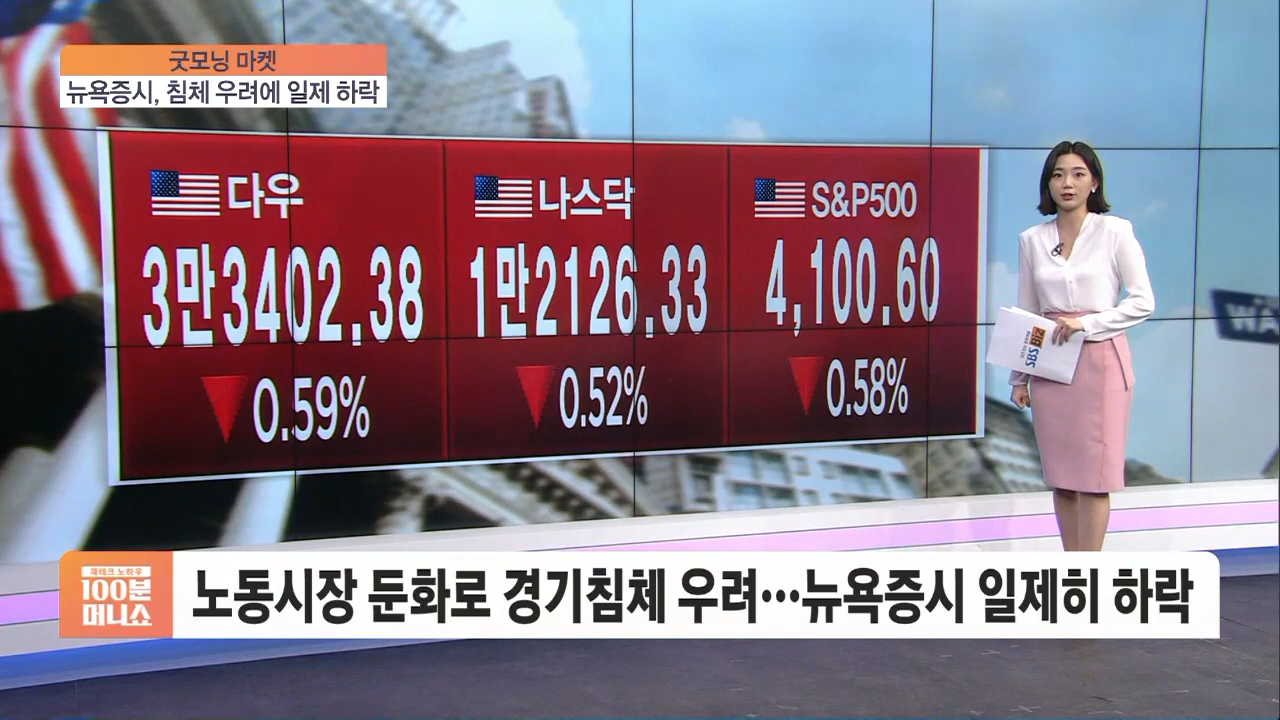 굿모닝 마켓
뉴욕증시, 침체 우려에 일제 하락
다우
3만3402.38
0.59%
나스닥
1만2126.33
0.52%
S&P500
4,100.60
0.58%
SBS Biz
WA
재테크 노하우
100분
머니쇼
노동시장 둔화로 경기침체 우려…뉴욕증시 일제히 하락